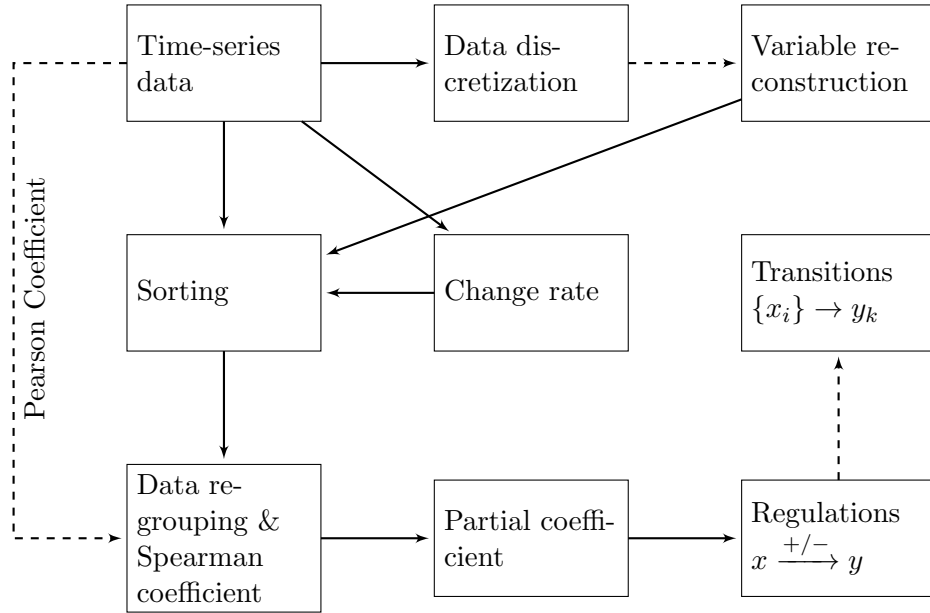 Time-series
data
Data dis-
cretization
Variable re-
construction
Pearson Coefficient
Sorting
Change rate
Transitions
{x_i} → y_k
Data re-
grouping &
Spearman
coefficient
Partial coeffi-
cient
Regulations
x +/−⟶ y